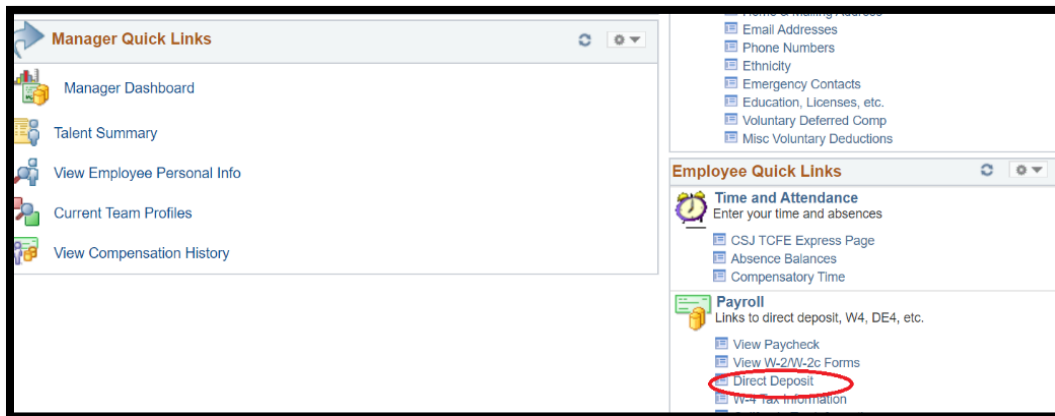 Manager Quick Links
Manager Dashboard
Talent Summary
View Employee Personal Info
Current Team Profiles
View Compensation History
Home & Mailing Address
Email Addresses
Phone Numbers
Ethnicity
Emergency Contacts
Education, Licenses, etc.
Voluntary Deferred Comp
Misc Voluntary Deductions
Employee Quick Links
Time and Attendance
Enter your time and absences
CSJ TCFE Express Page
Absence Balances
Compensatory Time
Payroll
Links to direct deposit, W4, DE4, etc.
View Paycheck
View W-2/W-2c Forms
Direct Deposit
W-4 Tax Information